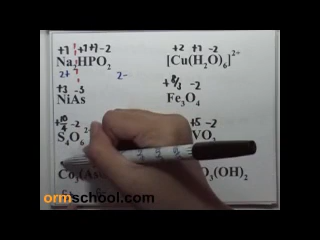 +1 +1 +1 -2 +2 +1 -2
Na₂HPO₂ [Cu(H₂O)₆]²⁺
2+ 2-
+3 -3 +8/3 -2
NiAs Fe₃O₄
+10/4 -2 +5 -2
S₄O₆²⁻ VO₂
Co₃(As O₃(OH)₂
ormschool.com